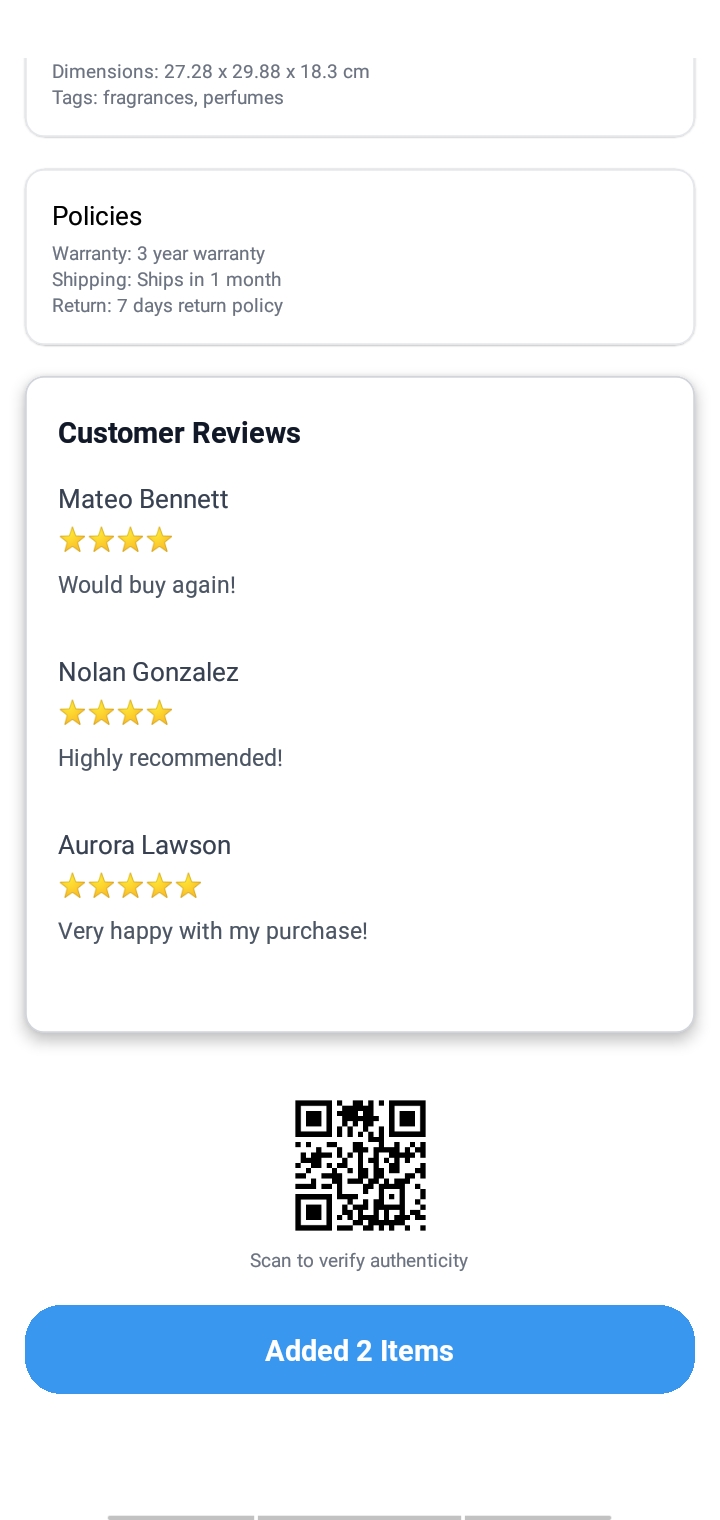 Dimensions: 27.28 x 29.88 x 18.3 cm
Tags: fragrances, perfumes
Policies
Warranty: 3 year warranty
Shipping: Ships in 1 month
Return: 7 days return policy
Customer Reviews
Mateo Bennett
Would buy again!
Nolan Gonzalez
Highly recommended!
Aurora Lawson
Very happy with my purchase!
Scan to verify authenticity
Added 2 Items